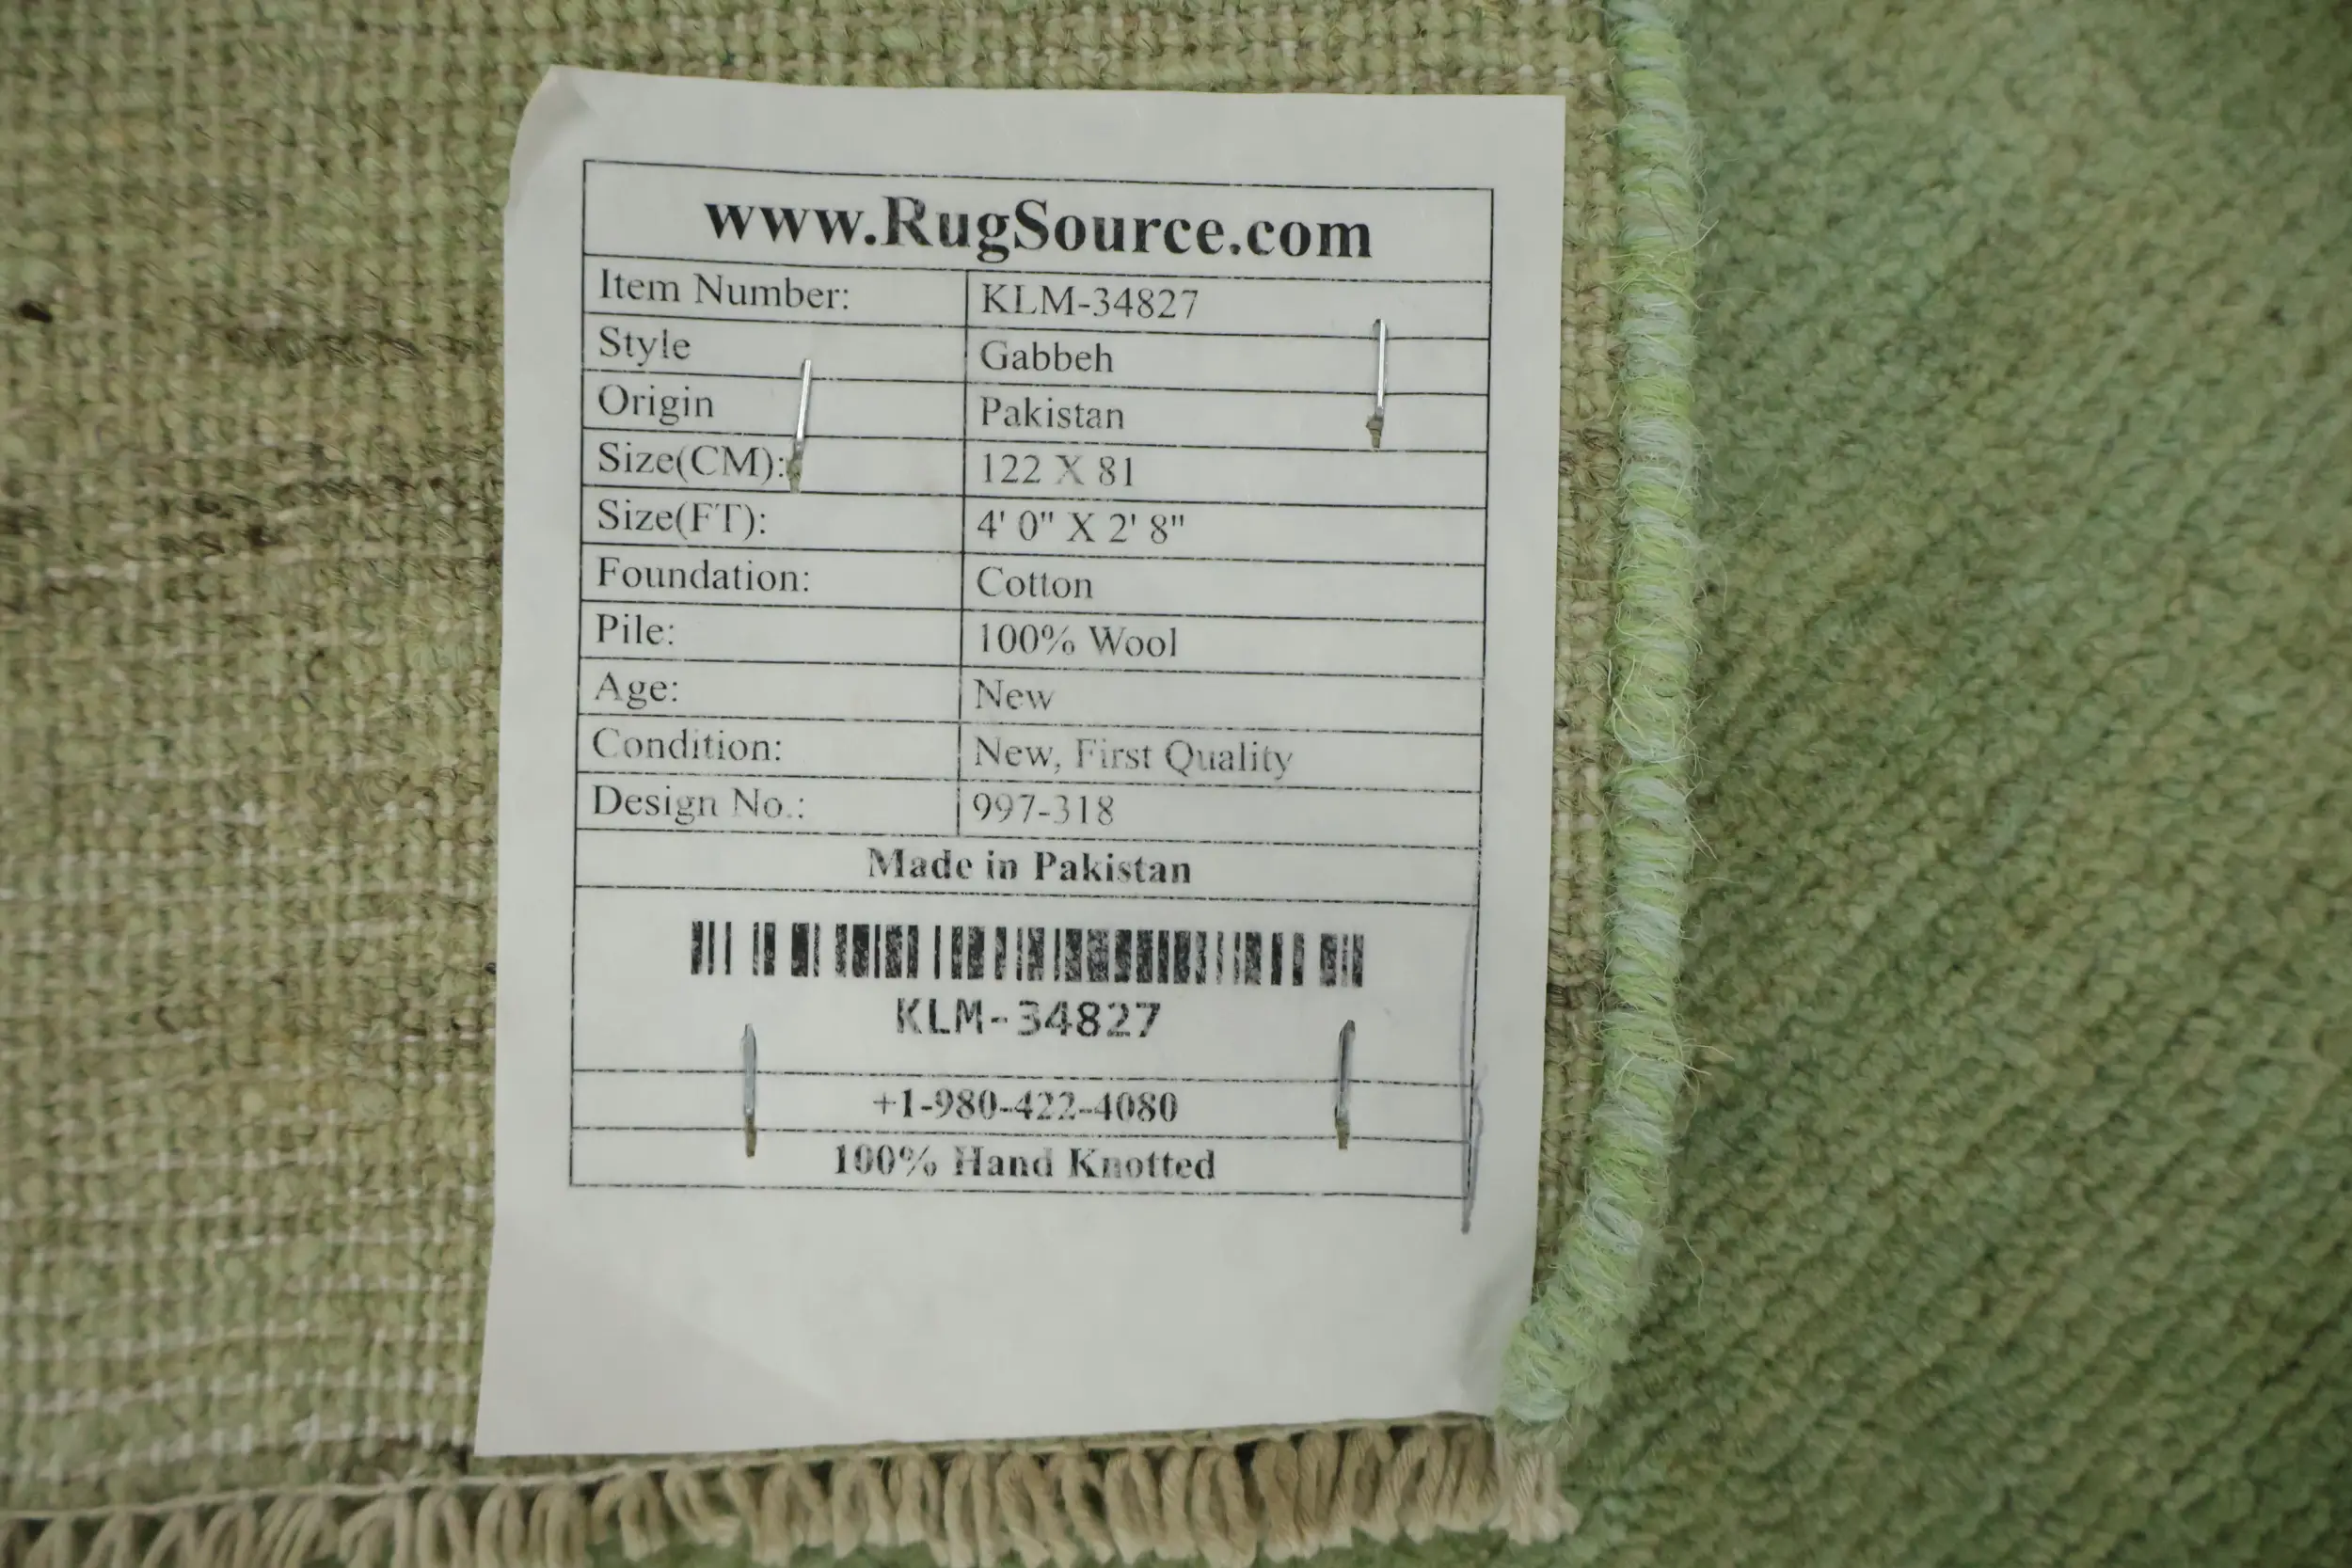 www.RugSource.com
Item Number: KLM-34827
Style Gabbeh
Origin Pakistan
Size(CM): 122 X 81
Size(FT): 4' 0" X 2' 8"
Foundation: Cotton
Pile: 100% Wool
Age: New
Condition: New, First Quality
Design No.: 997-318
Made in Pakistan
KLM-34827
+1-980-422-4080
100% Hand Knotted